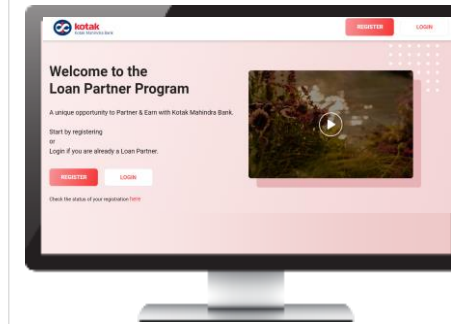 kotak
Kotak Mahindra Bank
REGISTER
LOGIN
Welcome to the
Loan Partner Program
A unique opportunity to Partner & Earn with Kotak Mahindra Bank.
Start by registering
or
Login if you are already a Loan Partner.
REGISTER
LOGIN
Check the status of your registration here